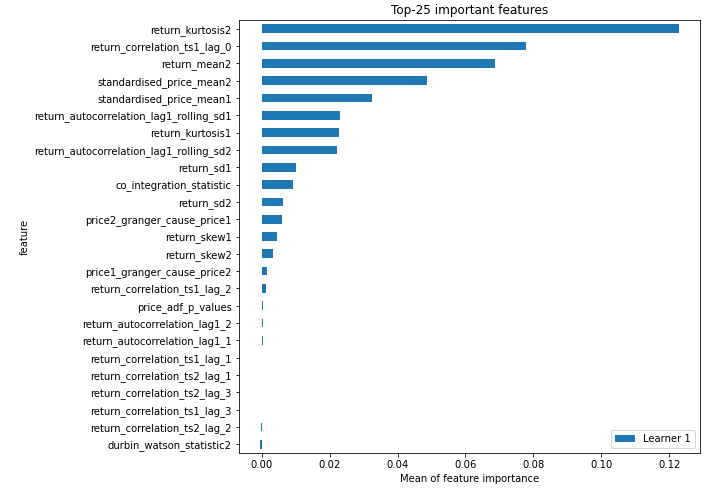 Top-25 important features
return_kurtosis2
return_correlation_ts1_lag_0
return_mean2
standardised_price_mean2
standardised_price_mean1
return_autocorrelation_lag1_rolling_sd1
return_kurtosis1
return_autocorrelation_lag1_rolling_sd2
return_sd1
co_integration_statistic
return_sd2
price2_granger_cause_price1
return_skew1
return_skew2
price1_granger_cause_price2
return_correlation_ts1_lag_2
price_adf_p_values
return_autocorrelation_lag1_2
return_autocorrelation_lag1_1
return_correlation_ts1_lag_1
return_correlation_ts2_lag_1
return_correlation_ts2_lag_3
return_correlation_ts1_lag_3
return_correlation_ts2_lag_2
durbin_watson_statistic2
feature
Learner 1
0.00 0.02 0.04 0.06 0.08 0.10 0.12
Mean of feature importance